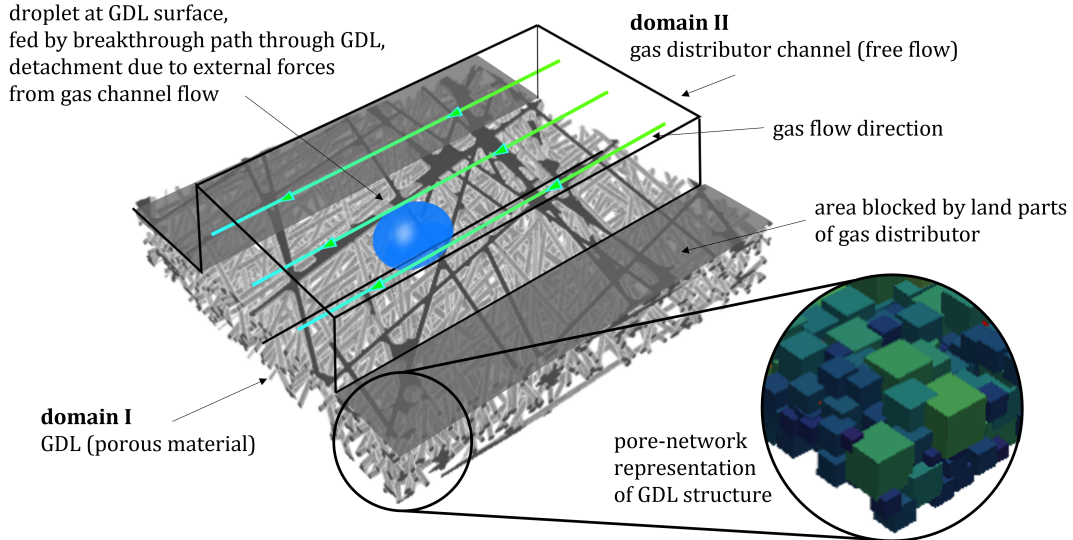 droplet at GDL surface,
fed by breakthrough path through GDL,
detachment due to external forces
from gas channel flow
domain II
gas distributor channel (free flow)
gas flow direction
area blocked by land parts
of gas distributor
domain I
GDL (porous material)
pore-network
representation
of GDL structure